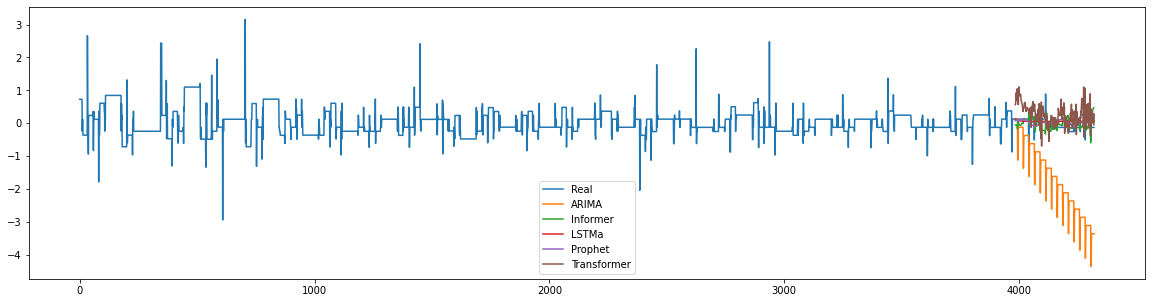 3
2
1
0
−1
−2
−3
−4
Real
ARIMA
Informer
LSTMa
Prophet
Transformer
0 1000 2000 3000 4000